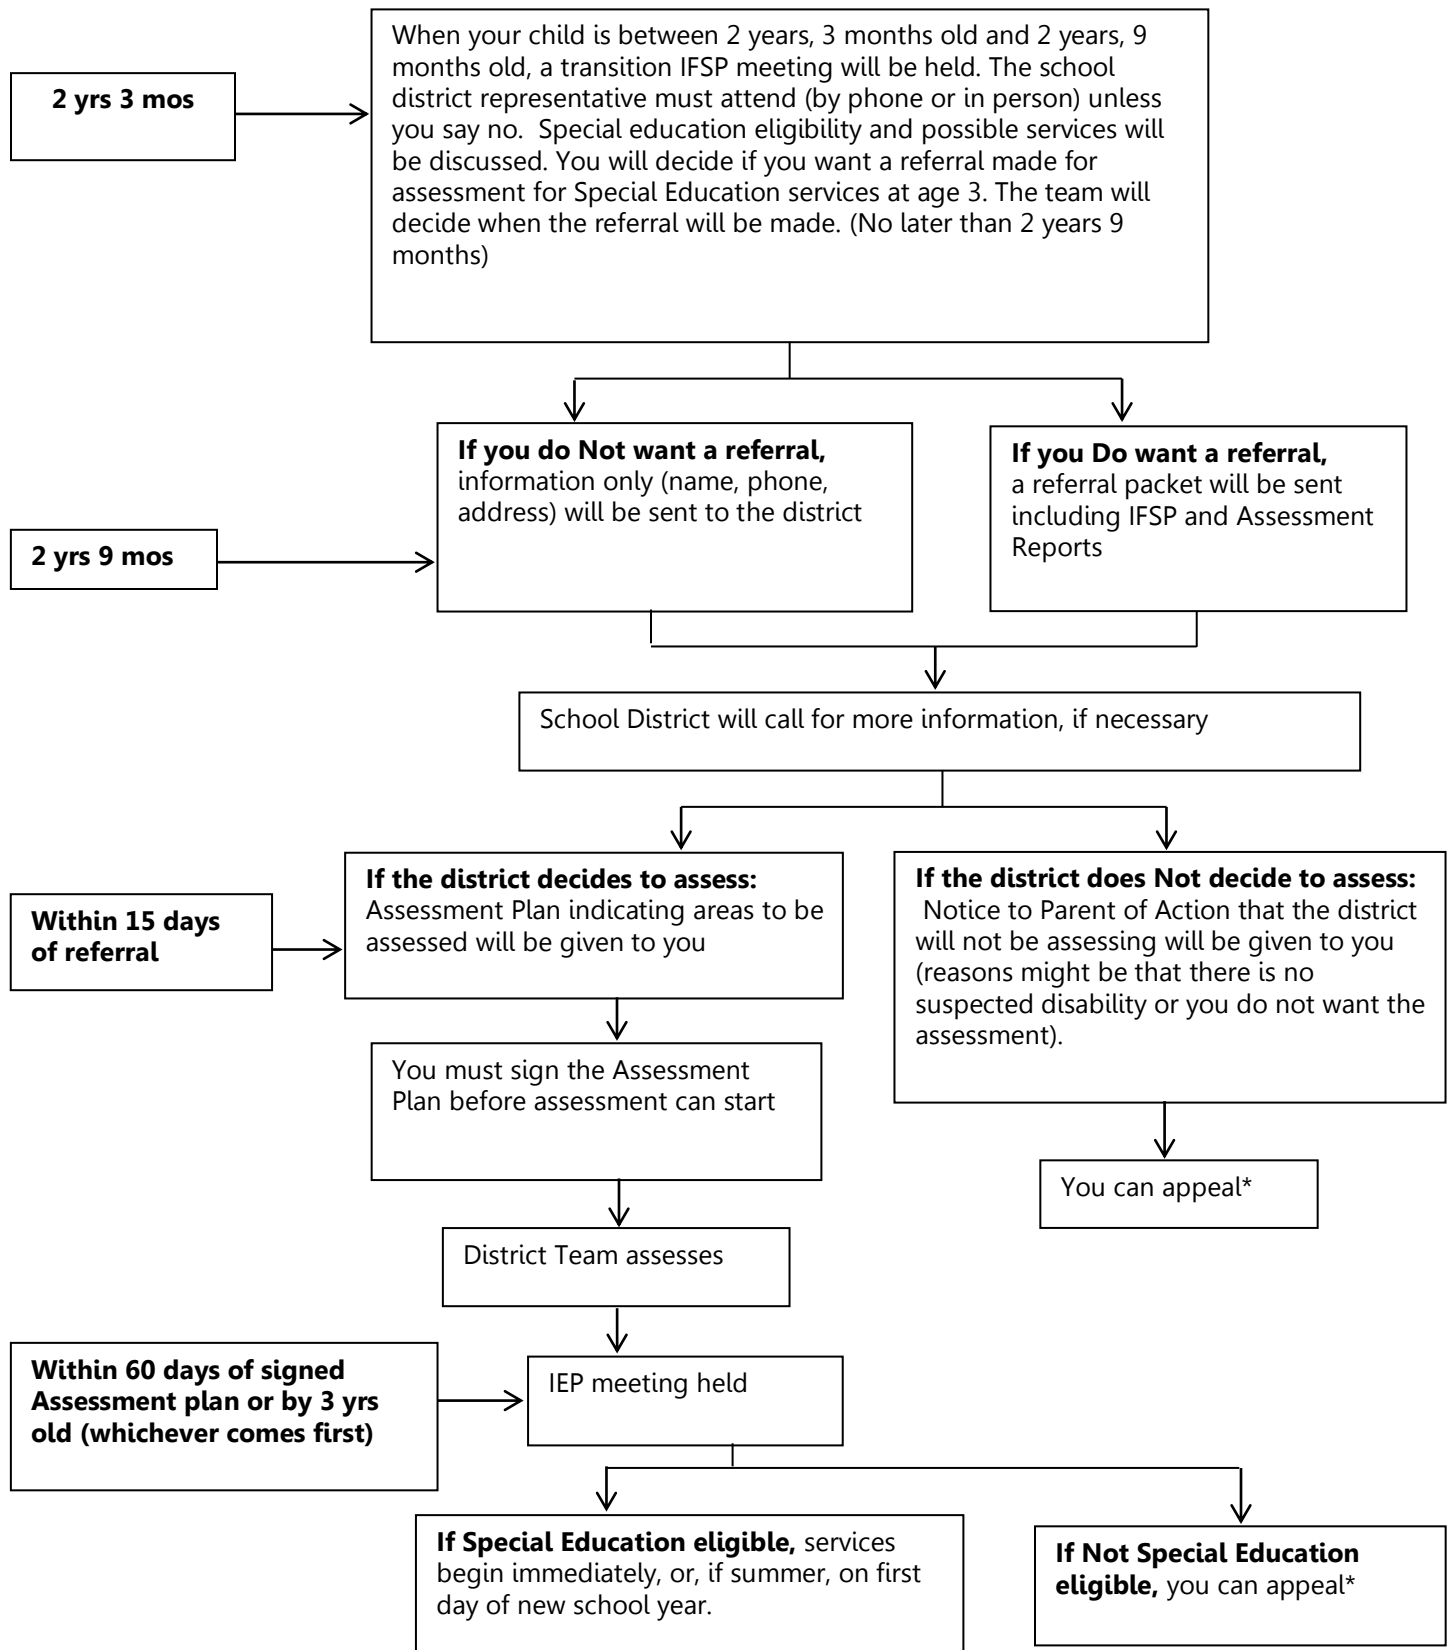 2 yrs 3 mos
When your child is between 2 years, 3 months old and 2 years, 9
months old, a transition IFSP meeting will be held. The school
district representative must attend (by phone or in person) unless
you say no.  Special education eligibility and possible services will
be discussed. You will decide if you want a referral made for
assessment for Special Education services at age 3. The team will
decide when the referral will be made. (No later than 2 years 9
months)
If you do Not want a referral,
information only (name, phone,
address) will be sent to the district
If you Do want a referral,
a referral packet will be sent
including IFSP and Assessment
Reports
2 yrs 9 mos
School District will call for more information, if necessary
Within 15 days
of referral
If the district decides to assess:
Assessment Plan indicating areas to be
assessed will be given to you
If the district does Not decide to assess:
Notice to Parent of Action that the district
will not be assessing will be given to you
(reasons might be that there is no
suspected disability or you do not want the
assessment).
You must sign the Assessment
Plan before assessment can start
You can appeal*
District Team assesses
Within 60 days of signed
Assessment plan or by 3 yrs
old (whichever comes first)
IEP meeting held
If Special Education eligible, services
begin immediately, or, if summer, on first
day of new school year.
If Not Special Education
eligible, you can appeal*